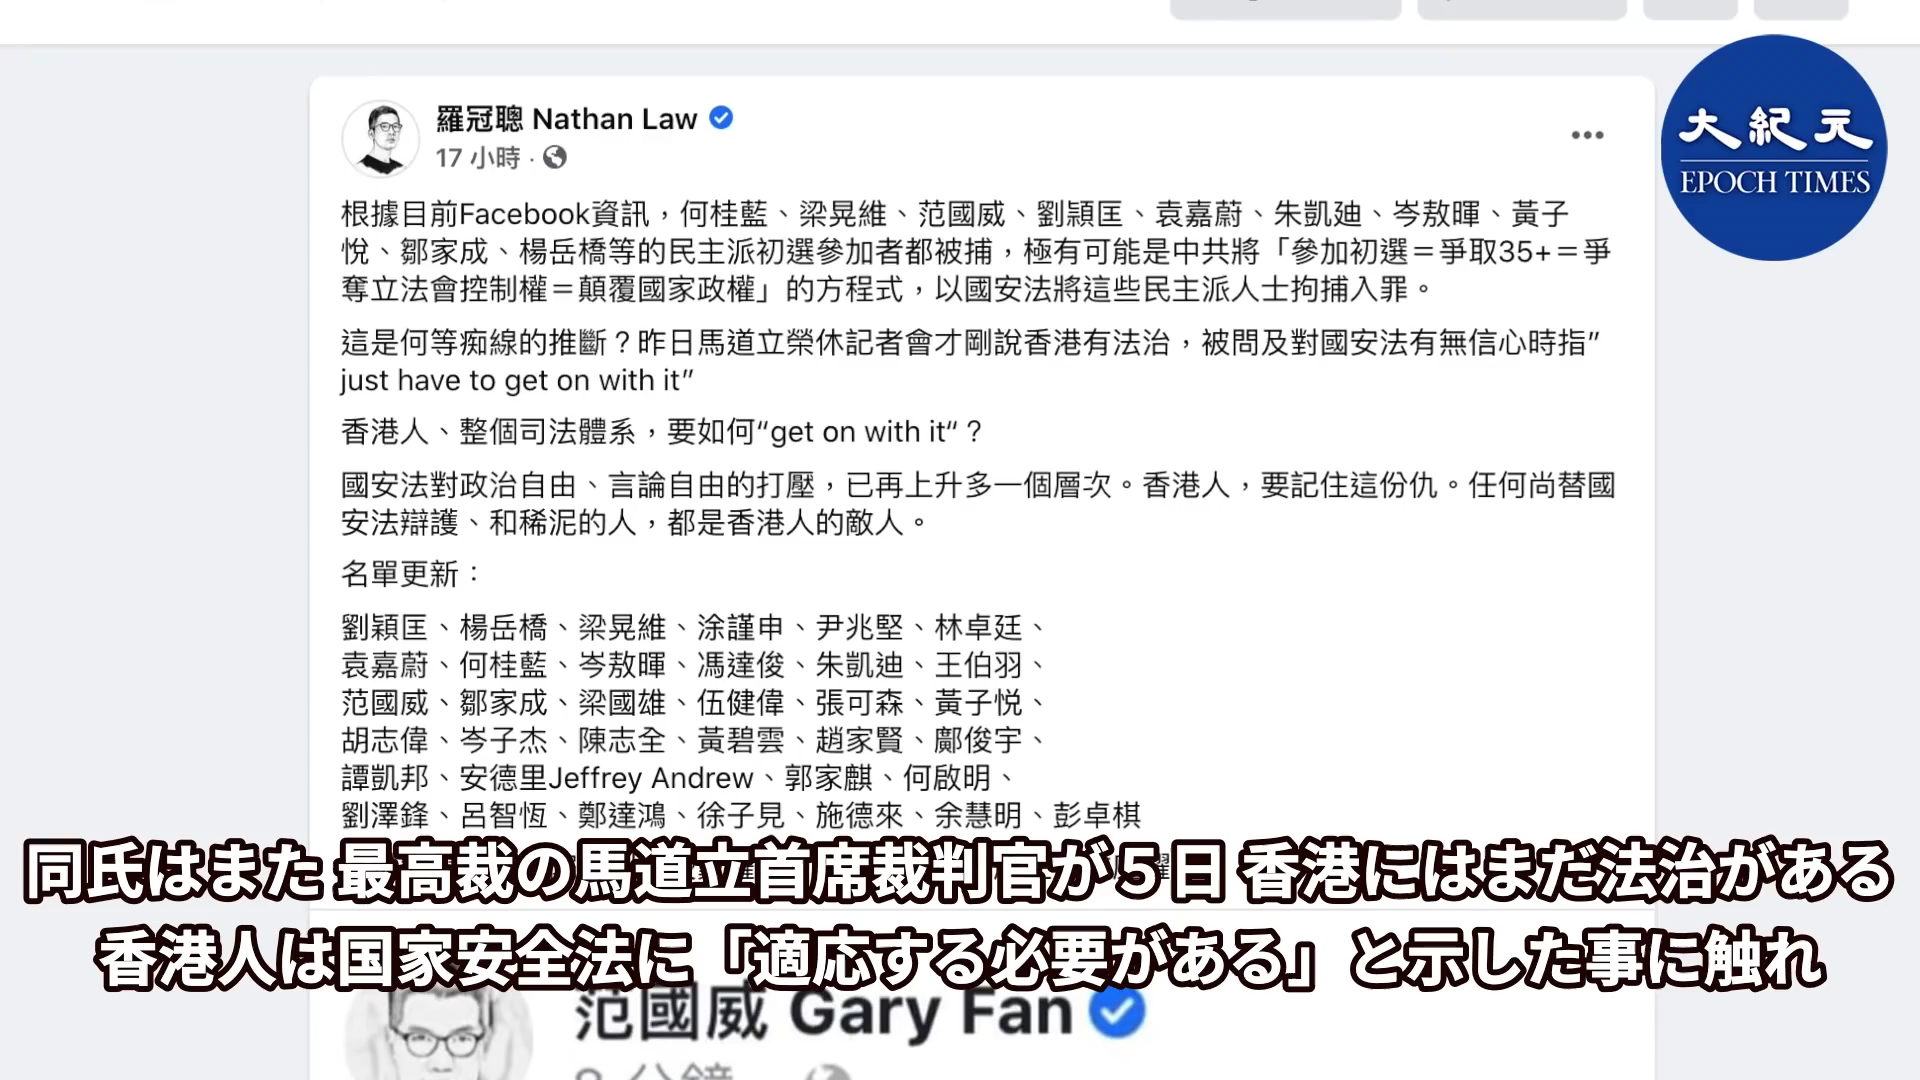 羅冠聰 Nathan Law
17 小時 ·
大紀元
EPOCH TIMES
根據目前Facebook資訊，何桂藍、梁晃維、范國威、劉頴匡、袁嘉蔚、朱凱廸、岑敖暉、黃子
悅、鄒家成、楊岳橋等的民主派初選參加者都被捕，極有可能是中共將「參加初選＝爭取35+＝爭
奪立法會控制權＝顛覆國家政權」的方程式，以國安法將這些民主派人士拘捕入罪。
這是何等痴線的推斷？昨日馬道立榮休記者會才剛說香港有法治，被問及對國安法有無信心時指”
just have to get on with it”
香港人、整個司法體系，要如何“get on with it“？
國安法對政治自由、言論自由的打壓，已再上升多一個層次。香港人，要記住這份仇。任何尚替國
安法辯護、和稀泥的人，都是香港人的敵人。
名單更新：
劉穎匡、楊岳橋、梁晃維、涂謹申、尹兆堅、林卓廷、
袁嘉蔚、何桂藍、岑敖暉、馮達俊、朱凱迪、王伯羽、
范國威、鄒家成、梁國雄、伍健偉、張可森、黃子悦、
胡志偉、岑子杰、陳志全、黃碧雲、趙家賢、鄺俊宇、
譚凱邦、安德里Jeffrey Andrew、郭家麒、何啟明、
劉澤鋒、呂智恆、鄭達鴻、徐子見、施德來、余慧明、彭卓棋
同氏はまた 最高裁の馬道立首席裁判官が５日 香港にはまだ法治がある
香港人は国家安全法に「適応する必要がある」と示した事に触れ
范國威 Gary Fan